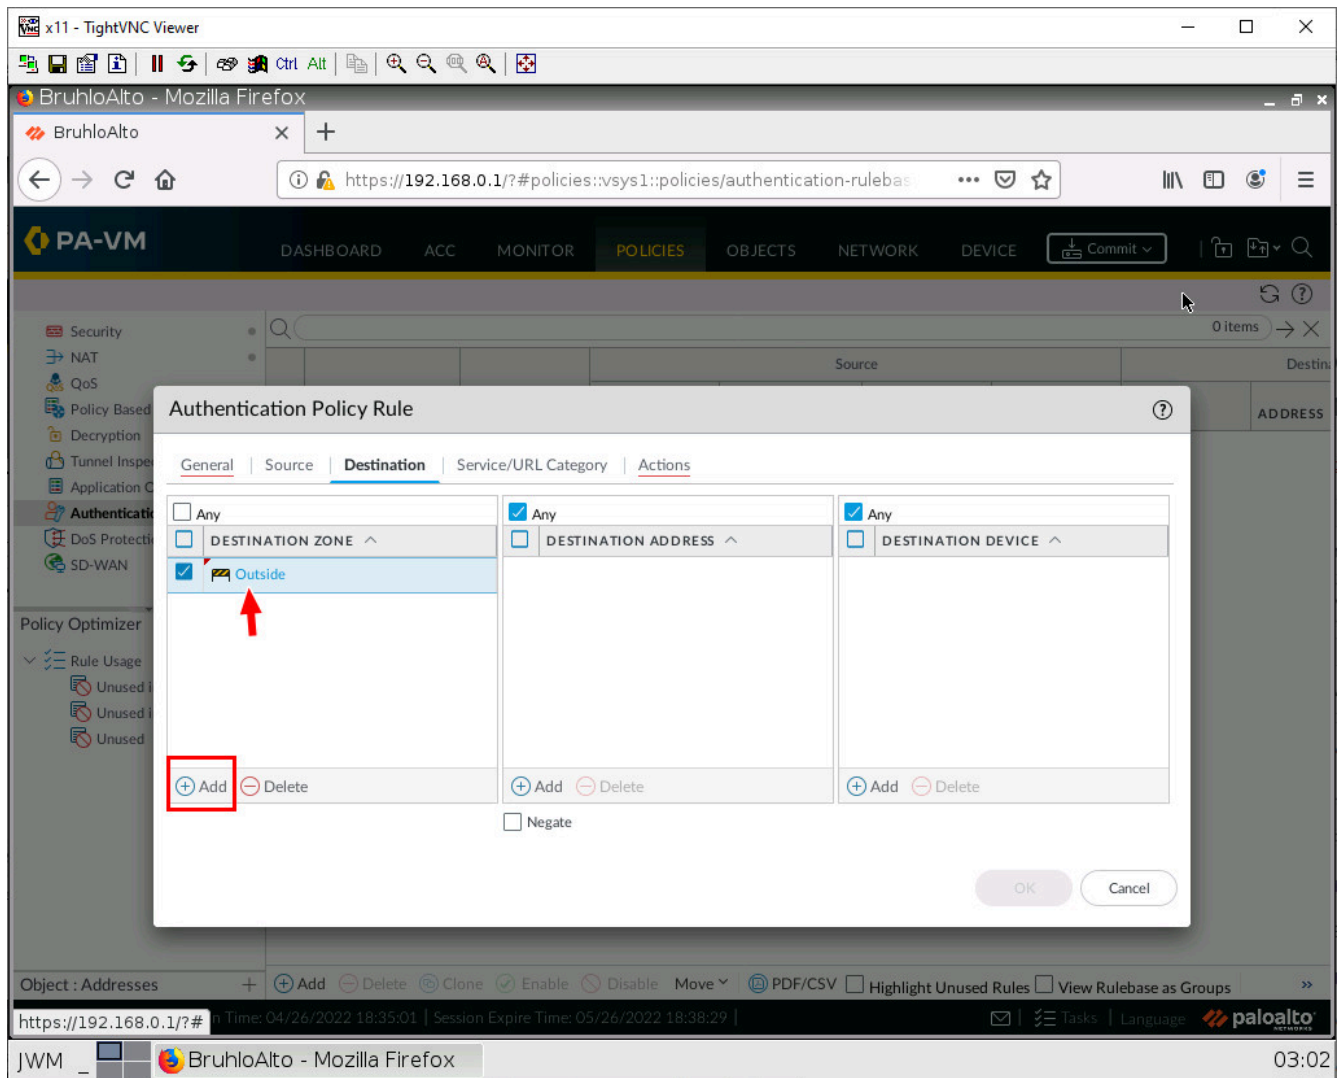 x11 - TightVNC Viewer
Ctrl Alt
BruhloAlto - Mozilla Firefox
BruhloAlto
https://192.168.0.1/?#policies::vsys1::policies/authentication-rulebas
PA-VM
DASHBOARD ACC MONITOR POLICIES OBJECTS NETWORK DEVICE Commit
Security
0 items
NAT
Source
Destina
QoS
Policy Based
ADDRESS
Decryption
Tunnel Inspe
Application C
Authenticatio
DoS Protecti
SD-WAN
Policy Optimizer
Rule Usage
Unused i
Unused i
Unused
Authentication Policy Rule
General Source Destination Service/URL Category Actions
Any Any Any
DESTINATION ZONE DESTINATION ADDRESS DESTINATION DEVICE
Outside
Add Delete Add Delete Add Delete
Negate
OK Cancel
Object : Addresses
Add Delete Clone Enable Disable Move PDF/CSV Highlight Unused Rules View Rulebase as Groups
https://192.168.0.1/?#
n Time: 04/26/2022 18:35:01 | Session Expire Time: 05/26/2022 18:38:29 |
Tasks | Language paloalto NETWORKS
JWM BruhloAlto - Mozilla Firefox 03:02